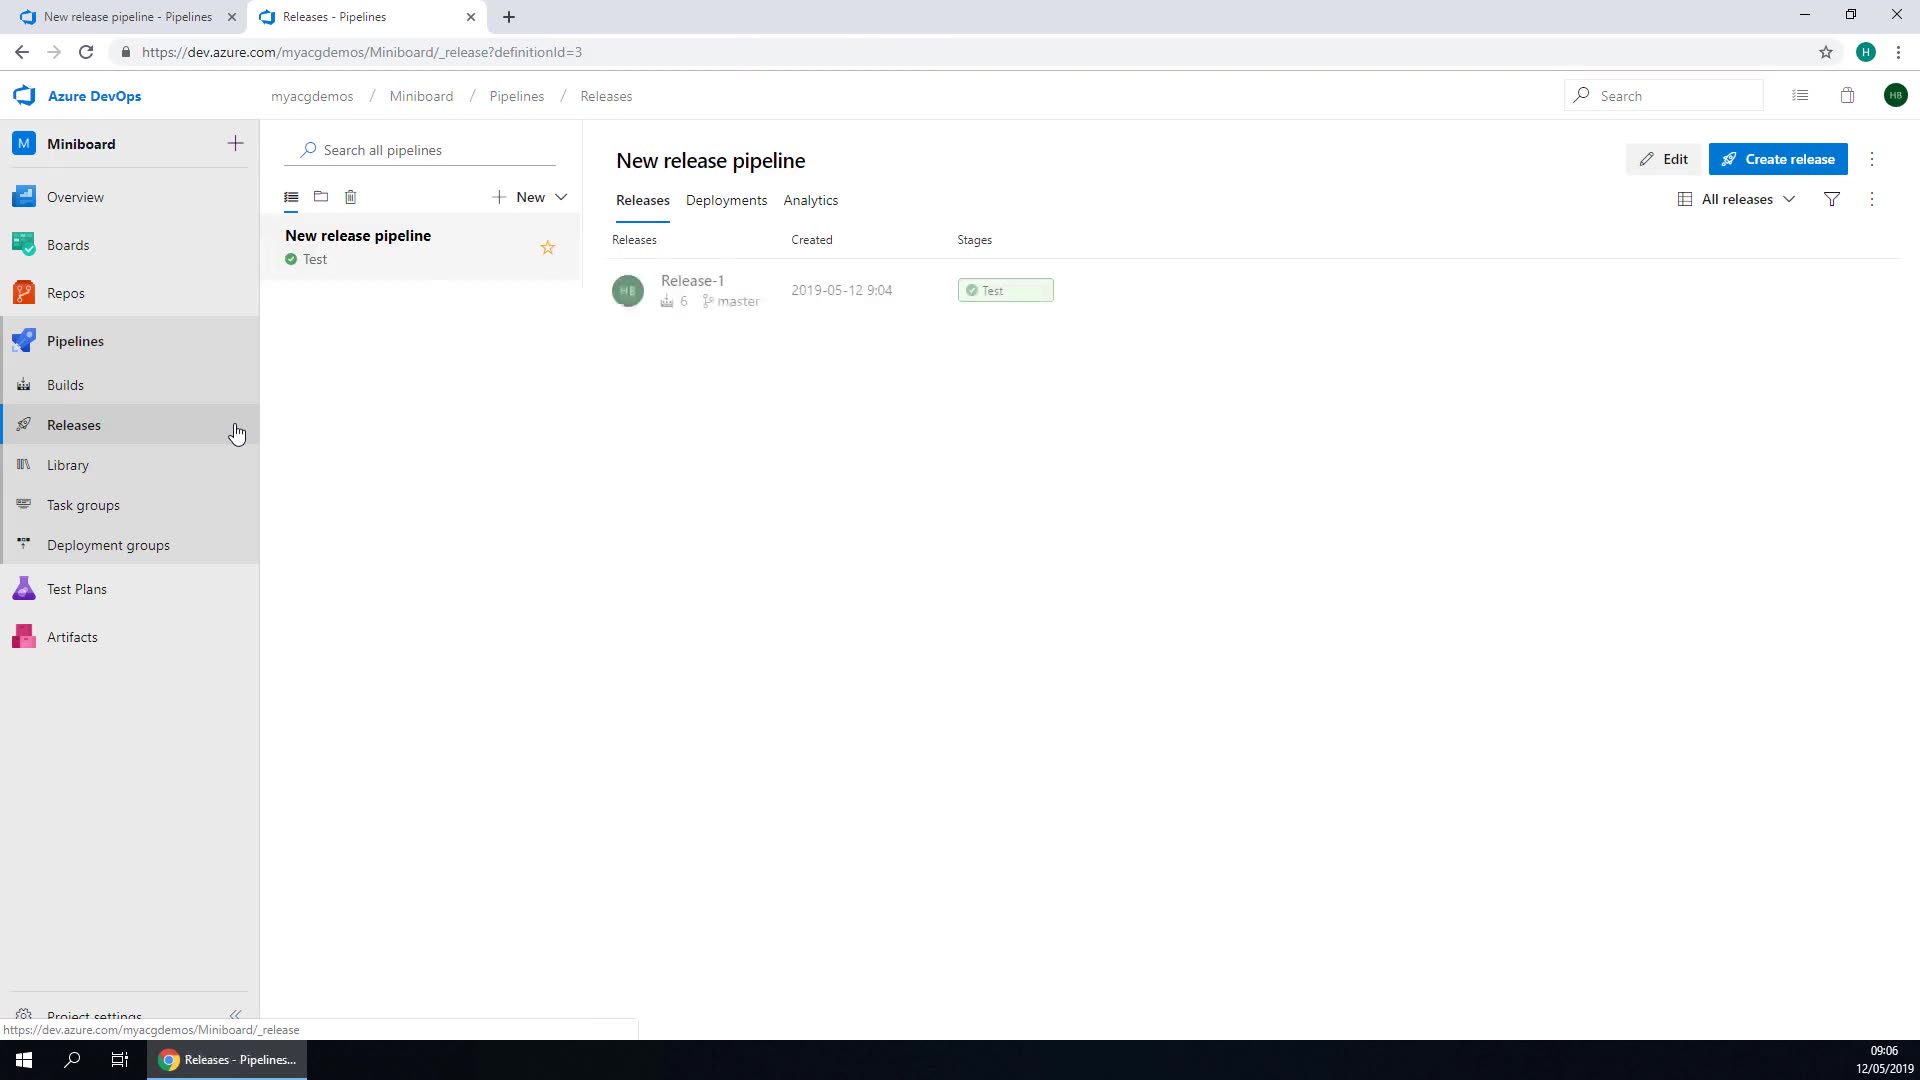 New release pipeline - Pipelines
Releases - Pipelines
https://dev.azure.com/myacgdemos/Miniboard/_release?definitionId=3
H
Azure DevOps
myacgdemos / Miniboard / Pipelines / Releases
Search
HB
M Miniboard
Overview
Boards
Repos
Pipelines
Builds
Releases
Library
Task groups
Deployment groups
Test Plans
Artifacts
Project settings
Search all pipelines
New
New release pipeline
Test
New release pipeline
Edit
Create release
Releases Deployments Analytics
All releases
Releases Created Stages
HB
Release-1
6 master
2019-05-12 9:04
Test
https://dev.azure.com/myacgdemos/Miniboard/_release
Releases - Pipelines...
09:06
12/05/2019